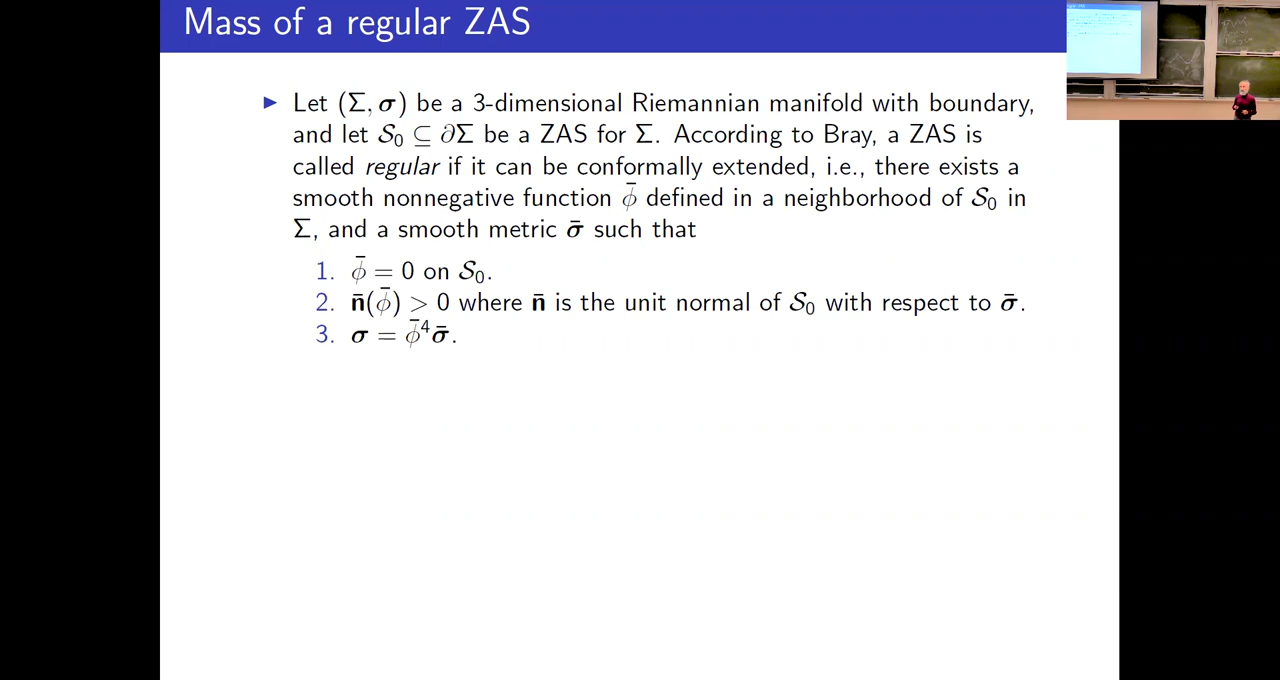 Mass of a regular ZAS
▶ Let (Σ, σ) be a 3-dimensional Riemannian manifold with boundary,
and let 𝒮₀ ⊆ ∂Σ be a ZAS for Σ. According to Bray, a ZAS is
called regular if it can be conformally extended, i.e., there exists a
smooth nonnegative function ϕ̄ defined in a neighborhood of 𝒮₀ in
Σ, and a smooth metric σ̄ such that
1. ϕ̄ = 0 on 𝒮₀.
2. n̄(ϕ̄) > 0 where n̄ is the unit normal of 𝒮₀ with respect to σ̄.
3. σ = ϕ̄⁴σ̄.